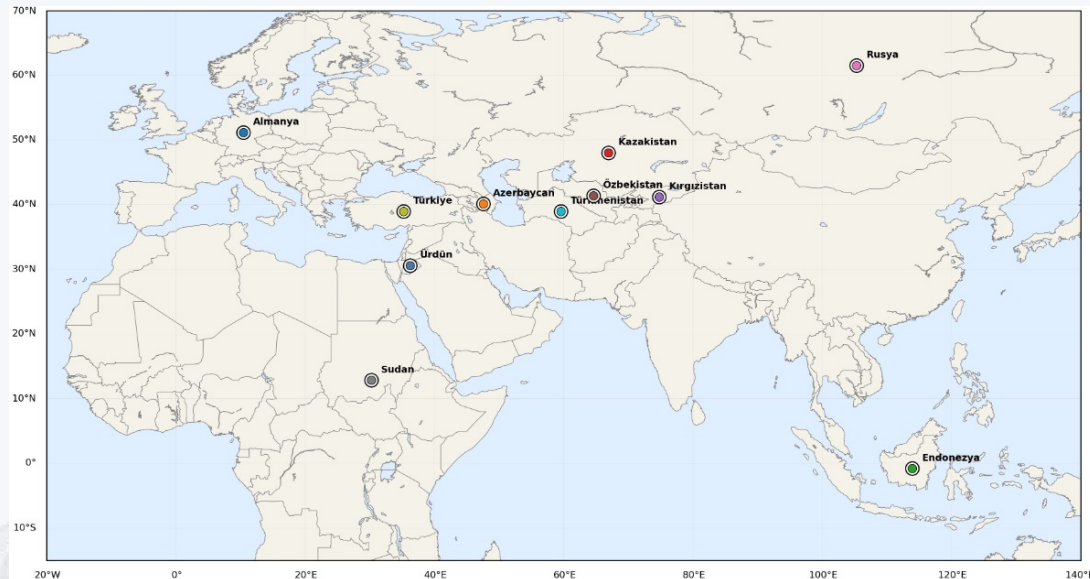 70°N
Rusya
60°N
Almanya
50°N
Kazakistan
Özbekistan
Kırgızistan
Azerbaycan
Türkiye
Türkmenistan
40°N
Ürdün
30°N
20°N
Sudan
10°N
Endonezya
0°
10°S
20°W 0° 20°E 40°E 60°E 80°E 100°E 120°E 140°E